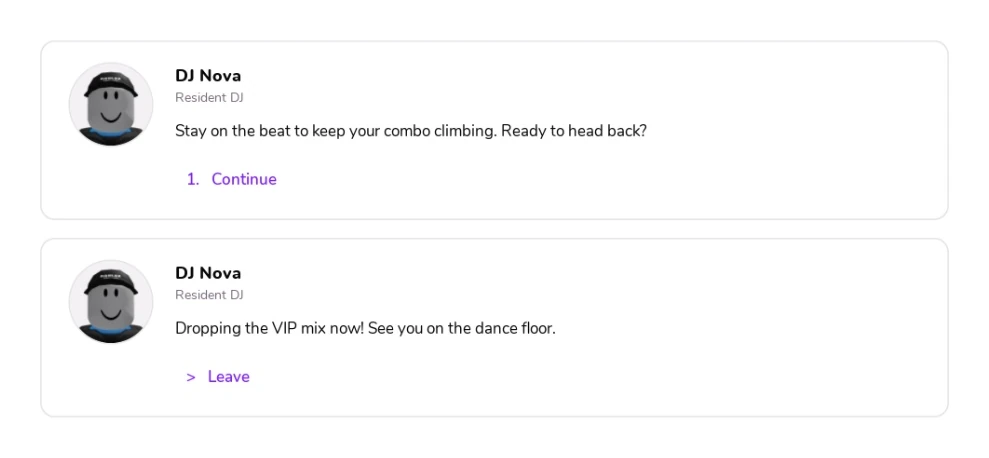 DJ Nova
Resident DJ
Stay on the beat to keep your combo climbing. Ready to head back?
1. Continue
DJ Nova
Resident DJ
Dropping the VIP mix now! See you on the dance floor.
> Leave